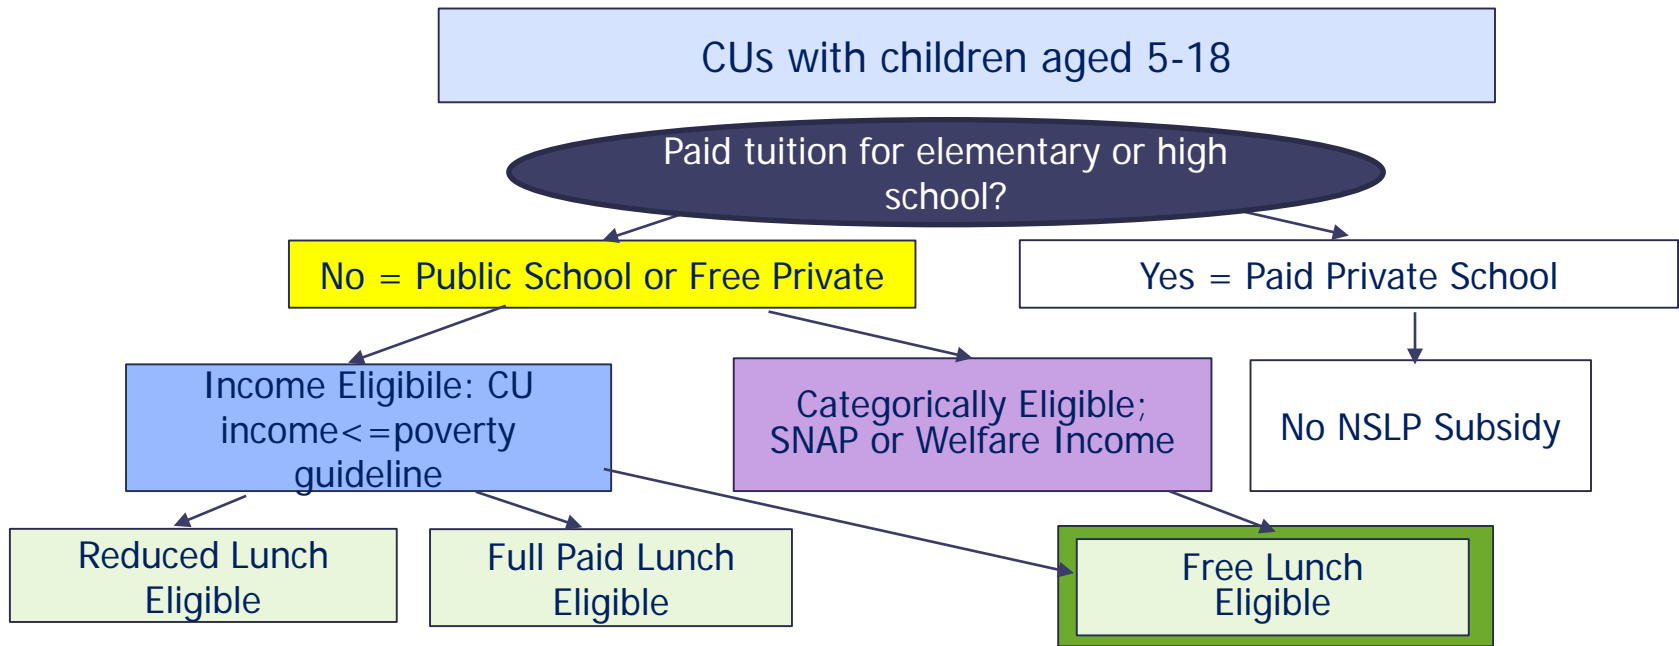 CUs with children aged 5-18
Paid tuition for elementary or high
school?
No = Public School or Free Private
Yes = Paid Private School
Income Eligibile: CU
income<=poverty
guideline
Categorically Eligible;
SNAP or Welfare Income
No NSLP Subsidy
Reduced Lunch
Eligible
Full Paid Lunch
Eligible
Free Lunch
Eligible